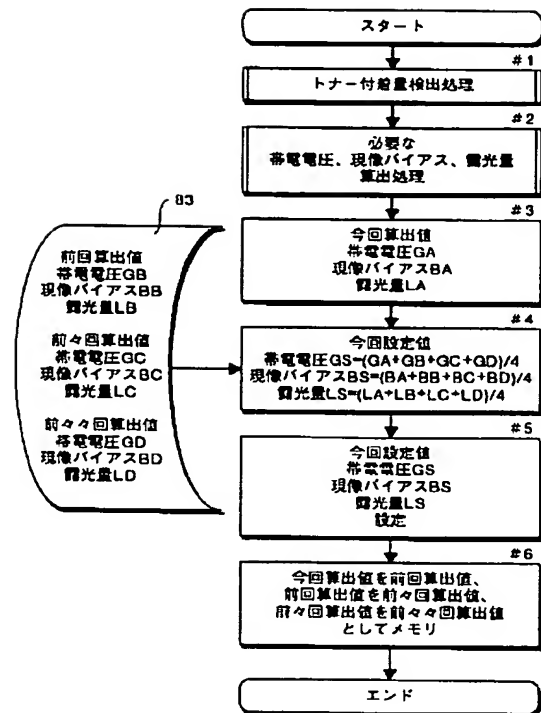 スタート
#1
トナー付着量検出処理
#2
必要な
帯電電圧、現像バイアス、露光量
算出処理
#3
今回算出値
帯電電圧GA
現像バイアスBA
露光量LA
83
前回算出値
帯電電圧GB
現像バイアスBB
露光量LB
前々回算出値
帯電電圧GC
現像バイアスBC
露光量LC
前々々回算出値
帯電電圧GD
現像バイアスBD
露光量LD
#4
今回設定値
帯電電圧GS=(GA+GB+GC+GD)/4
現像バイアスBS=(BA+BB+BC+BD)/4
露光量LS=(LA+LB+LC+LD)/4
#5
今回設定値
帯電電圧GS
現像バイアスBS
露光量LS
設定
#6
今回算出値を前回算出値、
前回算出値を前々回算出値、
前々回算出値を前々々回算出値
としてメモリ
エンド